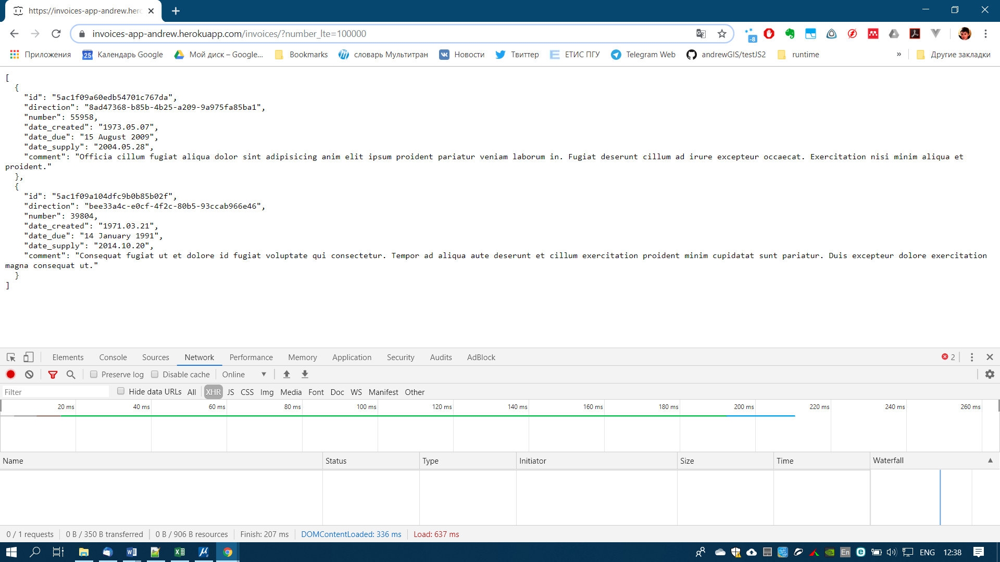 https://invoices-app-andrew.herc
invoices-app-andrew.herokuapp.com/invoices/?number_lte=100000
-8
Приложения
25
Календарь Google
Мой диск – Google...
Bookmarks
словарь Мультитран
Новости
Твиттер
ЕТИС ПГУ
Telegram Web
andrewGIS/testJS2
runtime
»
Другие закладки
[
  {
    "id": "5ac1f09a60edb54701c767da",
    "direction": "8ad47368-b85b-4b25-a209-9a975fa85ba1",
    "number": 55958,
    "date_created": "1973.05.07",
    "date_due": "15 August 2009",
    "date_supply": "2004.05.28",
    "comment": "Officia cillum fugiat aliqua dolor sint adipisicing anim elit ipsum proident pariatur veniam laborum in. Fugiat deserunt cillum ad irure excepteur occaecat. Exercitation nisi minim aliqua et
proident."
  },
  {
    "id": "5ac1f09a104dfc9b0b85b02f",
    "direction": "bee33a4c-e0cf-4f2c-80b5-93ccab966e46",
    "number": 39804,
    "date_created": "1971.03.21",
    "date_due": "14 January 1991",
    "date_supply": "2014.10.20",
    "comment": "Consequat fugiat ut et dolore id fugiat voluptate qui consectetur. Tempor ad aliqua aute deserunt et cillum exercitation proident minim cupidatat sunt pariatur. Duis excepteur dolore exercitation
magna consequat ut."
  }
]
Elements Console Sources Network Performance Memory Application Security Audits AdBlock 2
Preserve log Disable cache Online
Filter Hide data URLs All XHR JS CSS Img Media Font Doc WS Manifest Other
20 ms 40 ms 60 ms 80 ms 100 ms 120 ms 140 ms 160 ms 180 ms 200 ms 220 ms 240 ms 260 ms
Name Status Type Initiator Size Time Waterfall
0 / 1 requests 0 B / 350 B transferred 0 B / 906 B resources Finish: 207 ms DOMContentLoaded: 336 ms Load: 637 ms
En ENG 12:38